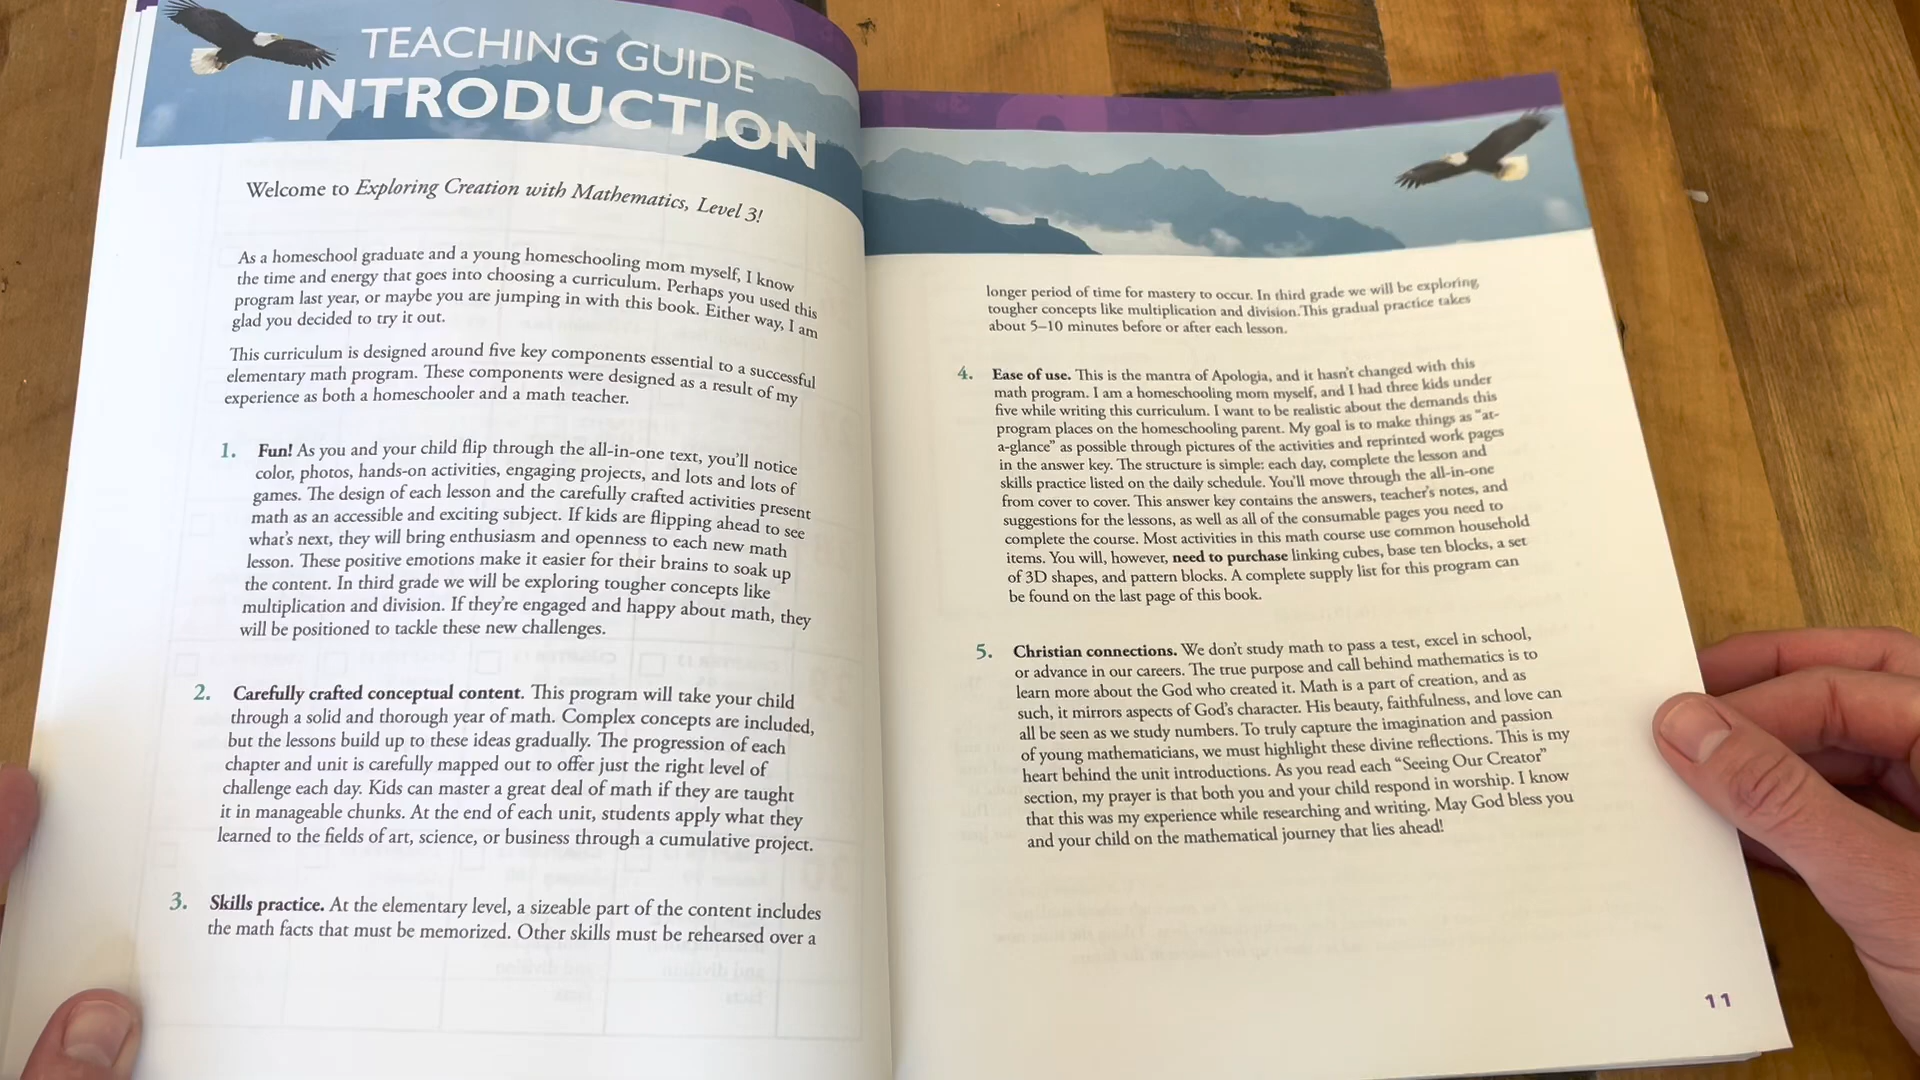 TEACHING GUIDE
INTRODUCTION
Welcome to Exploring Creation with Mathematics, Level 3!
As a homeschool graduate and a young homeschooling mom myself, I know
the time and energy that goes into choosing a curriculum. Perhaps you used this
program last year, or maybe you are jumping in with this book. Either way, I am
glad you decided to try it out.
This curriculum is designed around five key components essential to a successful
elementary math program. These components were designed as a result of my
experience as both a homeschooler and a math teacher.
1. Fun! As you and your child flip through the all-in-one text, you'll notice
color, photos, hands-on activities, engaging projects, and lots and lots of
games. The design of each lesson and the carefully crafted activities present
math as an accessible and exciting subject. If kids are flipping ahead to see
what's next, they will bring enthusiasm and openness to each new math
lesson. These positive emotions make it easier for their brains to soak up
the content. In third grade we will be exploring tougher concepts like
multiplication and division. If they're engaged and happy about math, they
will be positioned to tackle these new challenges.
2. Carefully crafted conceptual content. This program will take your child
through a solid and thorough year of math. Complex concepts are included,
but the lessons build up to these ideas gradually. The progression of each
chapter and unit is carefully mapped out to offer just the right level of
challenge each day. Kids can master a great deal of math if they are taught
it in manageable chunks. At the end of each unit, students apply what they
learned to the fields of art, science, or business through a cumulative project.
3. Skills practice. At the elementary level, a sizeable part of the content includes
the math facts that must be memorized. Other skills must be rehearsed over a
longer period of time for mastery to occur. In third grade we will be exploring
tougher concepts like multiplication and division.This gradual practice takes
about 5–10 minutes before or after each lesson.
4. Ease of use. This is the mantra of Apologia, and it hasn't changed with this
math program. I am a homeschooling mom myself, and I had three kids under
five while writing this curriculum. I want to be realistic about the demands this
program places on the homeschooling parent. My goal is to make things as "at-
a-glance" as possible through pictures of the activities and reprinted work pages
in the answer key. The structure is simple: each day, complete the lesson and
skills practice listed on the daily schedule. You'll move through the all-in-one
from cover to cover. This answer key contains the answers, teacher's notes, and
suggestions for the lessons, as well as all of the consumable pages you need to
complete the course. Most activities in this math course use common household
items. You will, however, need to purchase linking cubes, base ten blocks, a set
of 3D shapes, and pattern blocks. A complete supply list for this program can
be found on the last page of this book.
5. Christian connections. We don't study math to pass a test, excel in school,
or advance in our careers. The true purpose and call behind mathematics is to
learn more about the God who created it. Math is a part of creation, and as
such, it mirrors aspects of God's character. His beauty, faithfulness, and love can
all be seen as we study numbers. To truly capture the imagination and passion
of young mathematicians, we must highlight these divine reflections. This is my
heart behind the unit introductions. As you read each "Seeing Our Creator"
section, my prayer is that both you and your child respond in worship. I know
that this was my experience while researching and writing. May God bless you
and your child on the mathematical journey that lies ahead!
11